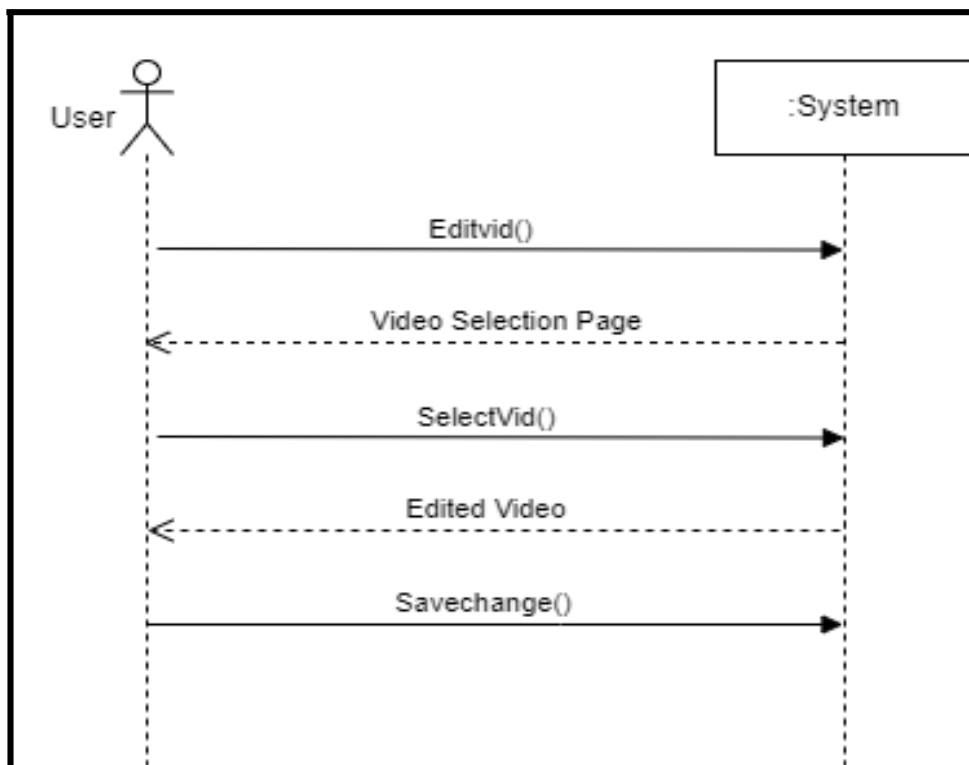 User
:System
Editvid()
Video Selection Page
SelectVid()
Edited Video
Savechange()